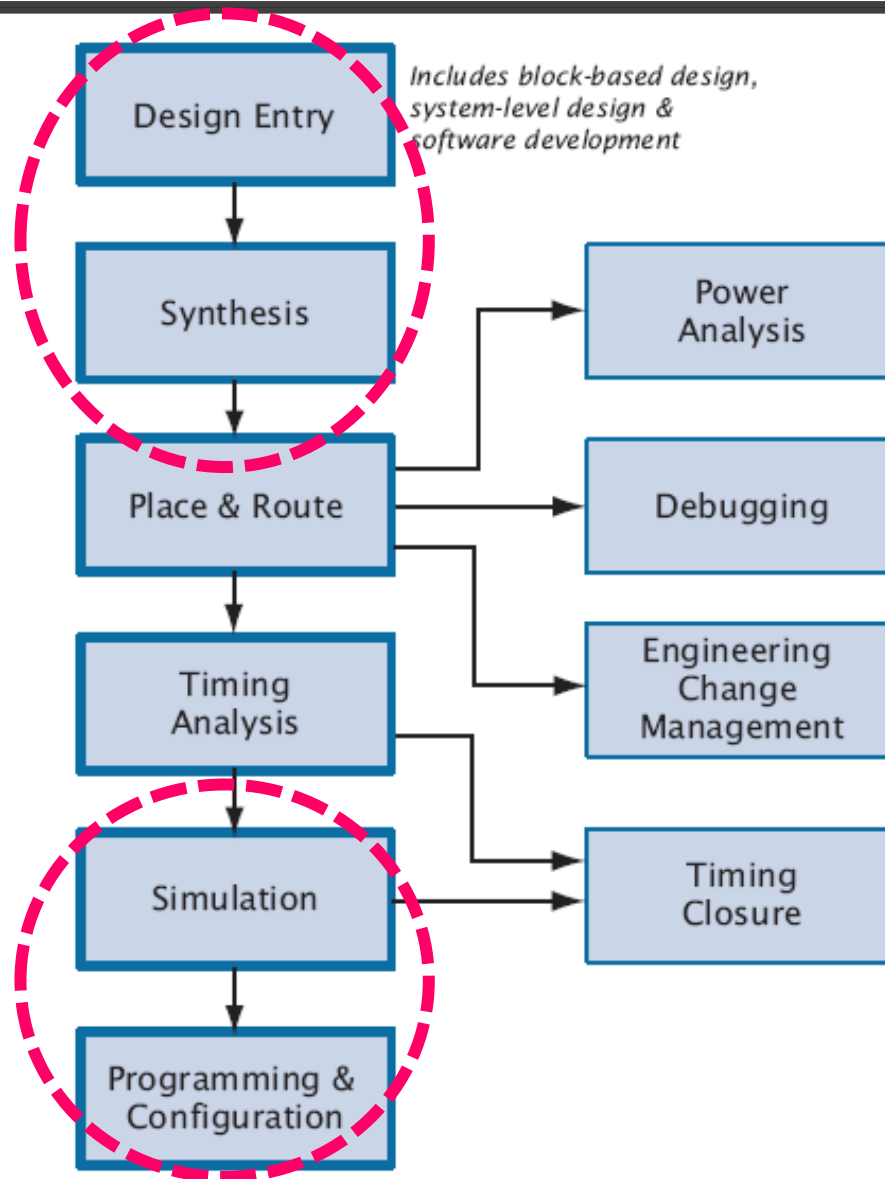 Design Entry
Includes block-based design,
system-level design &
software development
Synthesis
Power
Analysis
Place & Route
Debugging
Timing
Analysis
Engineering
Change
Management
Simulation
Timing
Closure
Programming &
Configuration